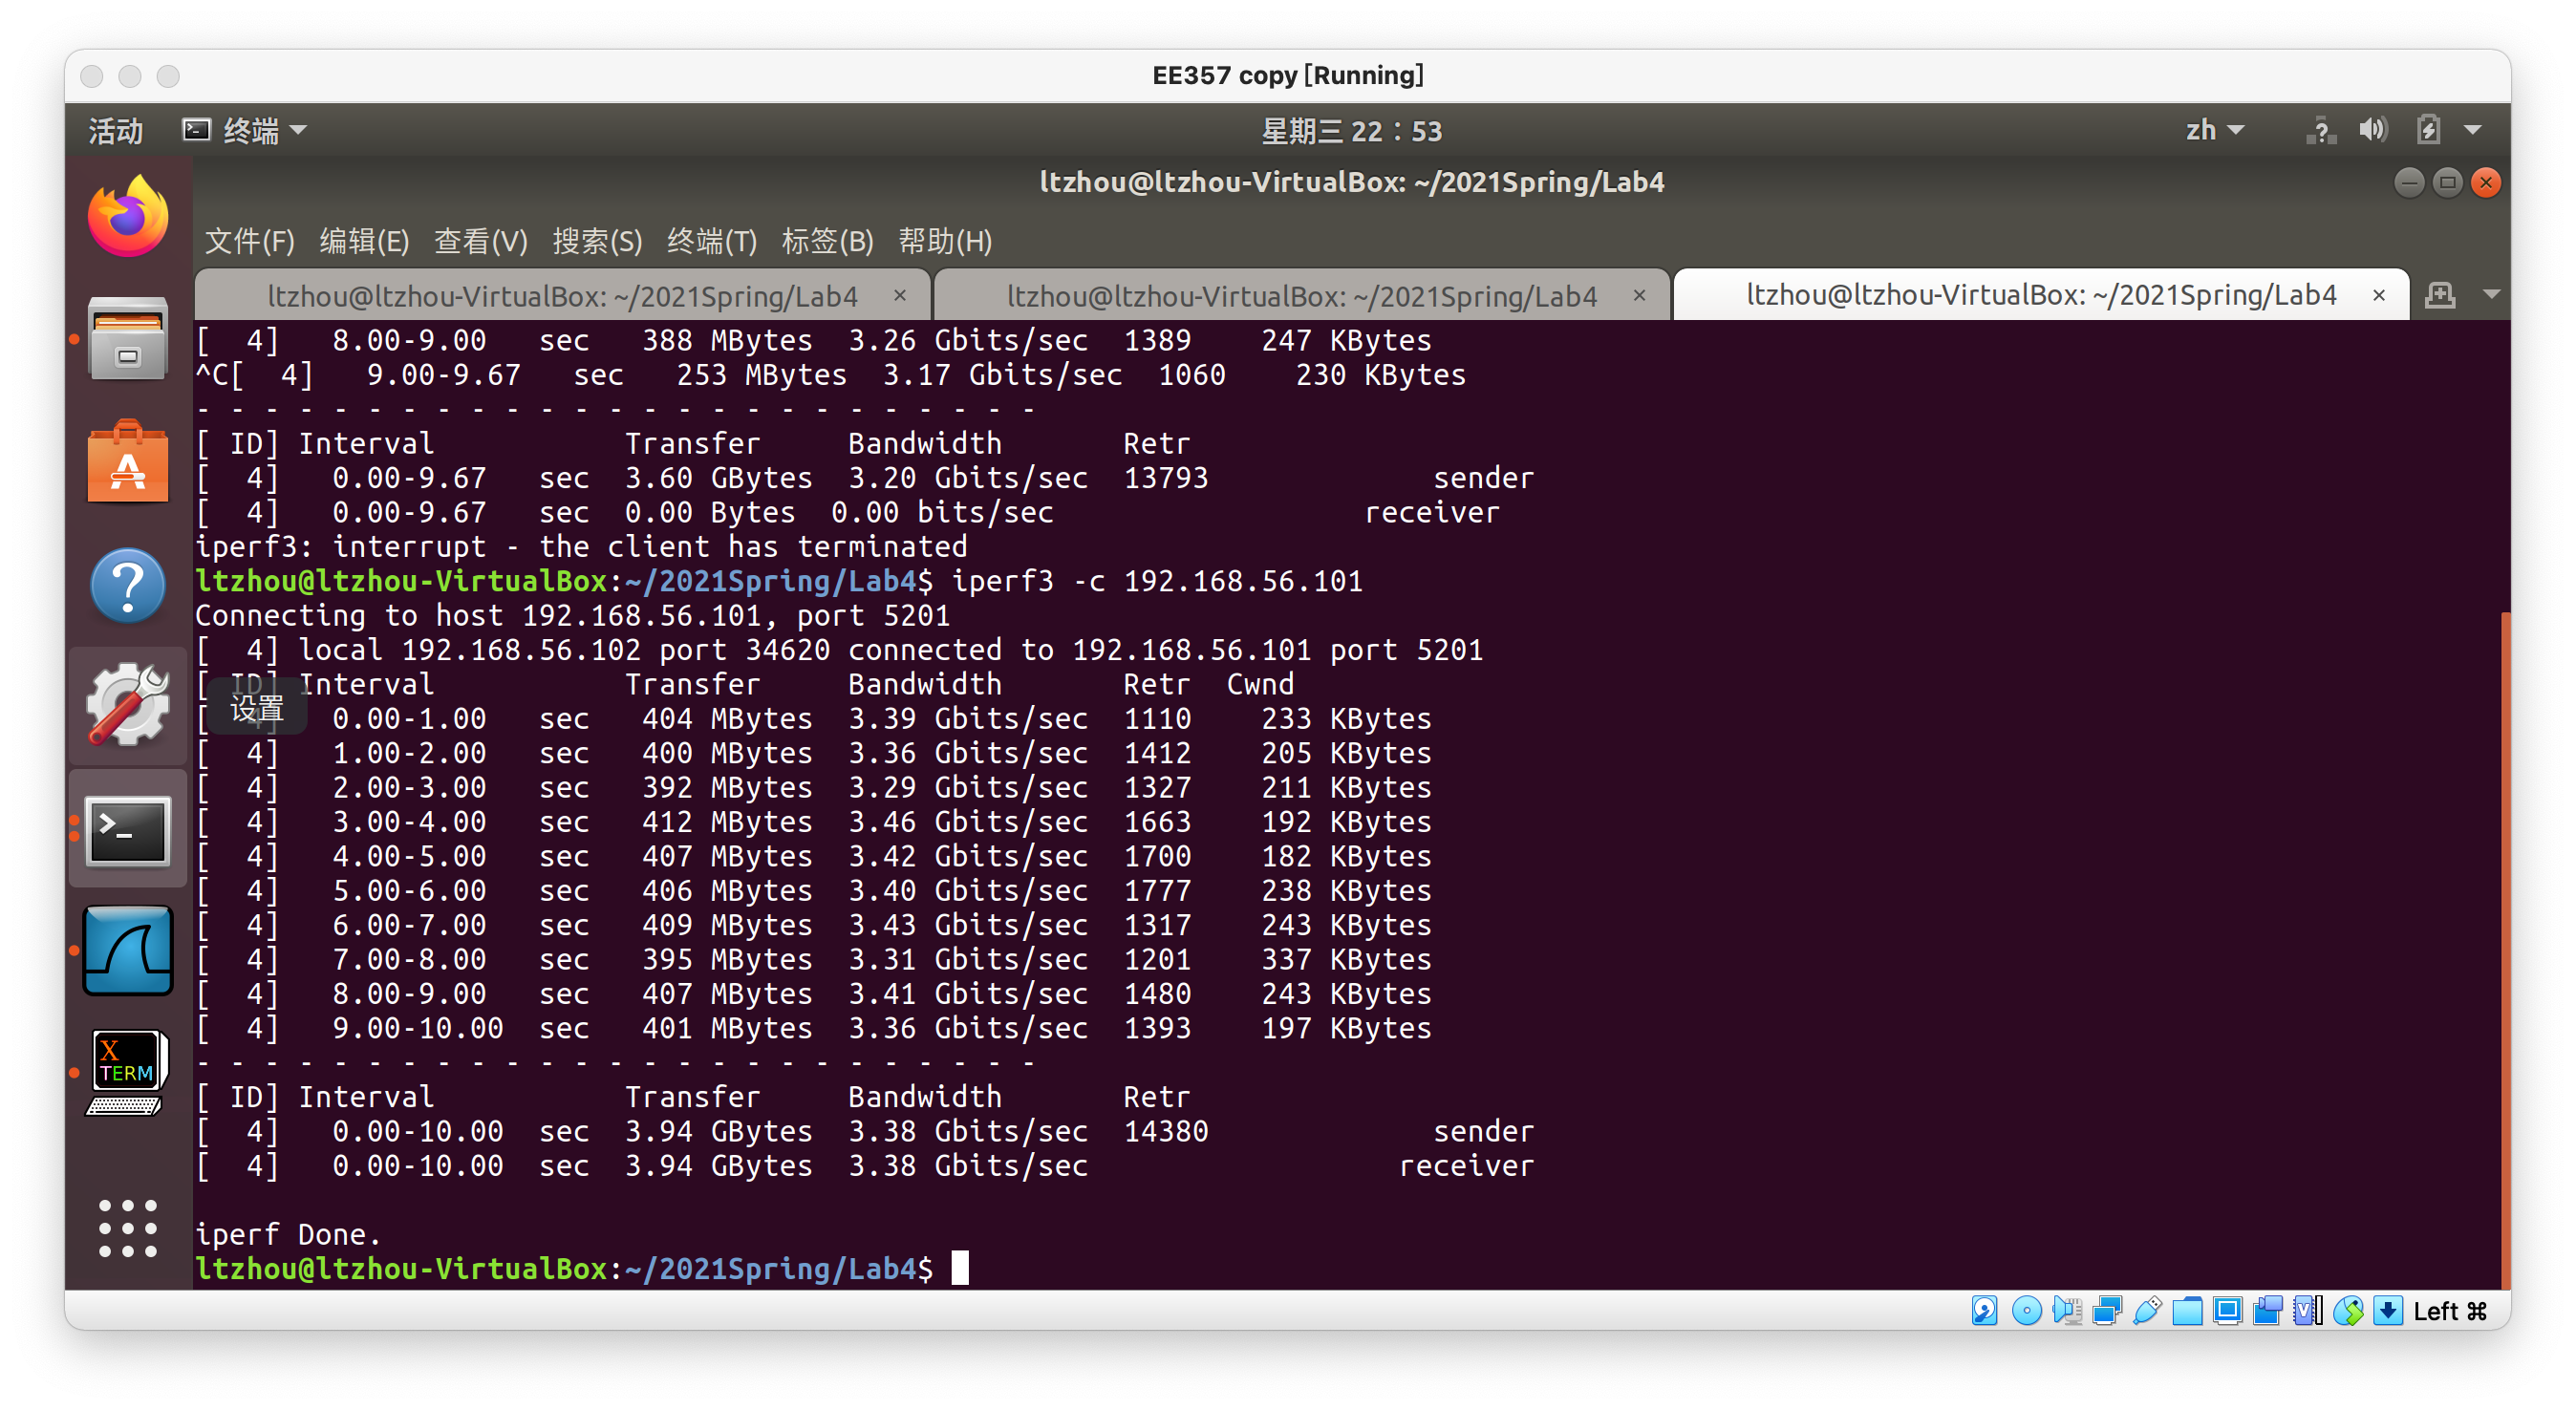 EE357 copy [Running]
活动 终端 星期三 22：53 zh
ltzhou@ltzhou-VirtualBox: ~/2021Spring/Lab4
文件(F) 编辑(E) 查看(V) 搜索(S) 终端(T) 标签(B) 帮助(H)
ltzhou@ltzhou-VirtualBox: ~/2021Spring/Lab4 × ltzhou@ltzhou-VirtualBox: ~/2021Spring/Lab4 × ltzhou@ltzhou-VirtualBox: ~/2021Spring/Lab4 ×
[  4]   8.00-9.00   sec   388 MBytes  3.26 Gbits/sec  1389    247 KBytes
^C[  4]   9.00-9.67   sec   253 MBytes  3.17 Gbits/sec  1060    230 KBytes
- - - - - - - - - - - - - - - - - - - - - - - - -
[ ID] Interval           Transfer     Bandwidth       Retr
[  4]   0.00-9.67   sec  3.60 GBytes  3.20 Gbits/sec  13793             sender
[  4]   0.00-9.67   sec  0.00 Bytes  0.00 bits/sec                  receiver
iperf3: interrupt - the client has terminated
ltzhou@ltzhou-VirtualBox:~/2021Spring/Lab4$ iperf3 -c 192.168.56.101
Connecting to host 192.168.56.101, port 5201
[  4] local 192.168.56.102 port 34620 connected to 192.168.56.101 port 5201
[ ID] Interval           Transfer     Bandwidth       Retr  Cwnd
设置
[  4]   0.00-1.00   sec   404 MBytes  3.39 Gbits/sec  1110    233 KBytes
[  4]   1.00-2.00   sec   400 MBytes  3.36 Gbits/sec  1412    205 KBytes
[  4]   2.00-3.00   sec   392 MBytes  3.29 Gbits/sec  1327    211 KBytes
[  4]   3.00-4.00   sec   412 MBytes  3.46 Gbits/sec  1663    192 KBytes
[  4]   4.00-5.00   sec   407 MBytes  3.42 Gbits/sec  1700    182 KBytes
[  4]   5.00-6.00   sec   406 MBytes  3.40 Gbits/sec  1777    238 KBytes
[  4]   6.00-7.00   sec   409 MBytes  3.43 Gbits/sec  1317    243 KBytes
[  4]   7.00-8.00   sec   395 MBytes  3.31 Gbits/sec  1201    337 KBytes
[  4]   8.00-9.00   sec   407 MBytes  3.41 Gbits/sec  1480    243 KBytes
[  4]   9.00-10.00  sec   401 MBytes  3.36 Gbits/sec  1393    197 KBytes
- - - - - - - - - - - - - - - - - - - - - - - - -
[ ID] Interval           Transfer     Bandwidth       Retr
[  4]   0.00-10.00  sec  3.94 GBytes  3.38 Gbits/sec  14380             sender
[  4]   0.00-10.00  sec  3.94 GBytes  3.38 Gbits/sec                  receiver
iperf Done.
ltzhou@ltzhou-VirtualBox:~/2021Spring/Lab4$
X
TERM
Left ⌘